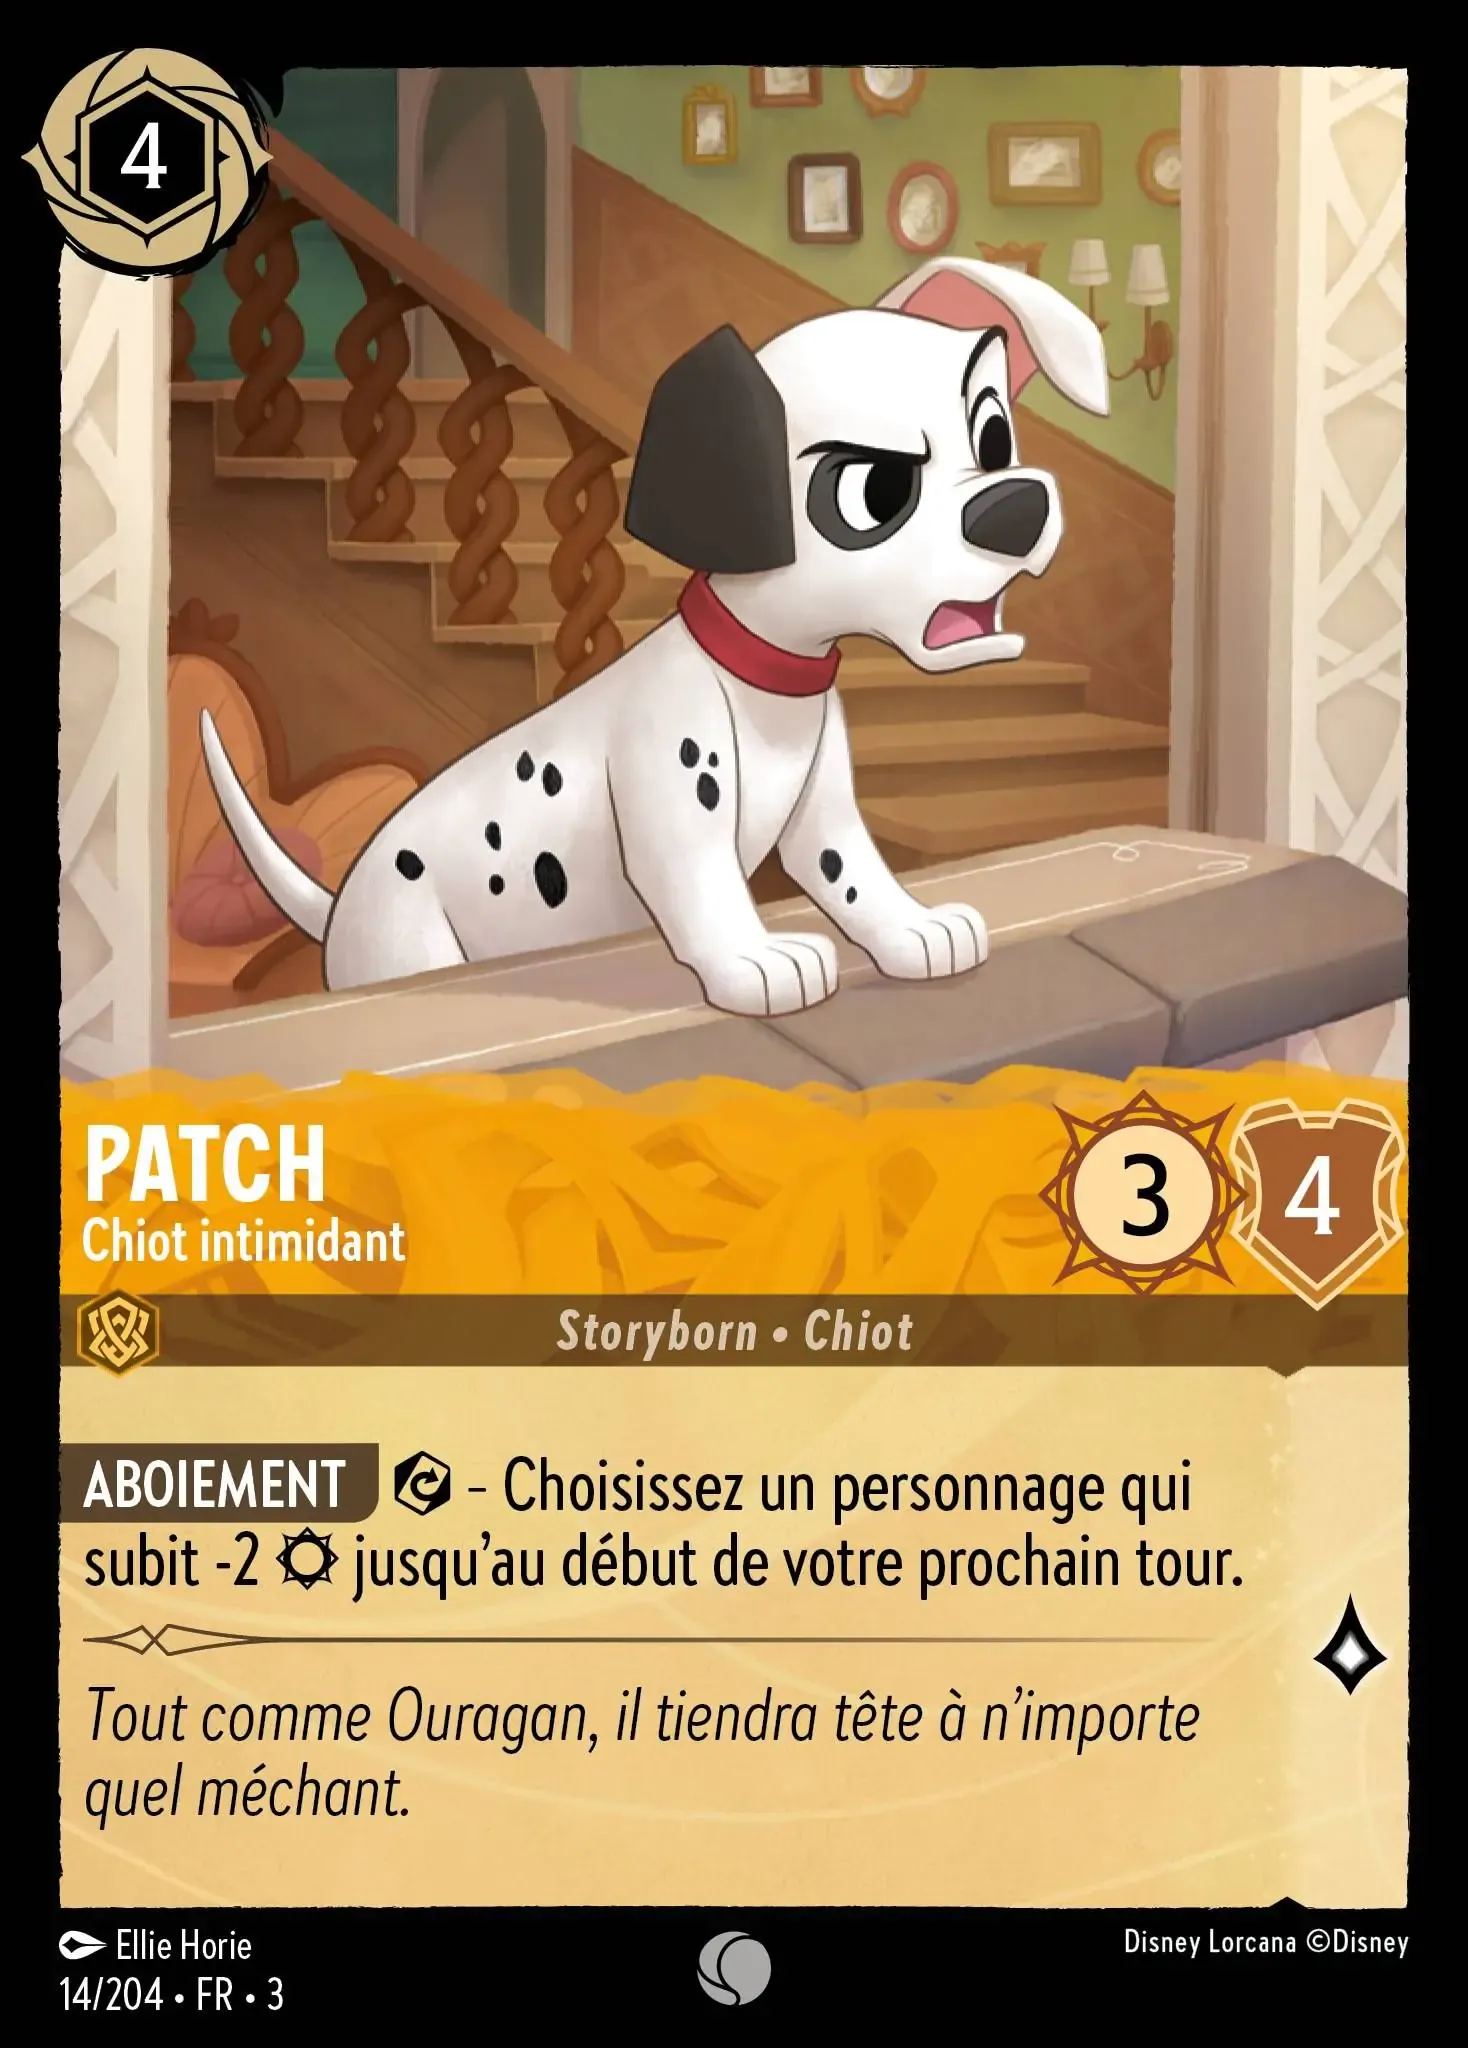 4
PATCH
Chiot intimidant
3
4
Storyborn • Chiot
ABOIEMENT – Choisissez un personnage qui
subit -2 jusqu’au début de votre prochain tour.
Tout comme Ouragan, il tiendra tête à n’importe
quel méchant.
Ellie Horie
14/204 • FR • 3
Disney Lorcana ©Disney